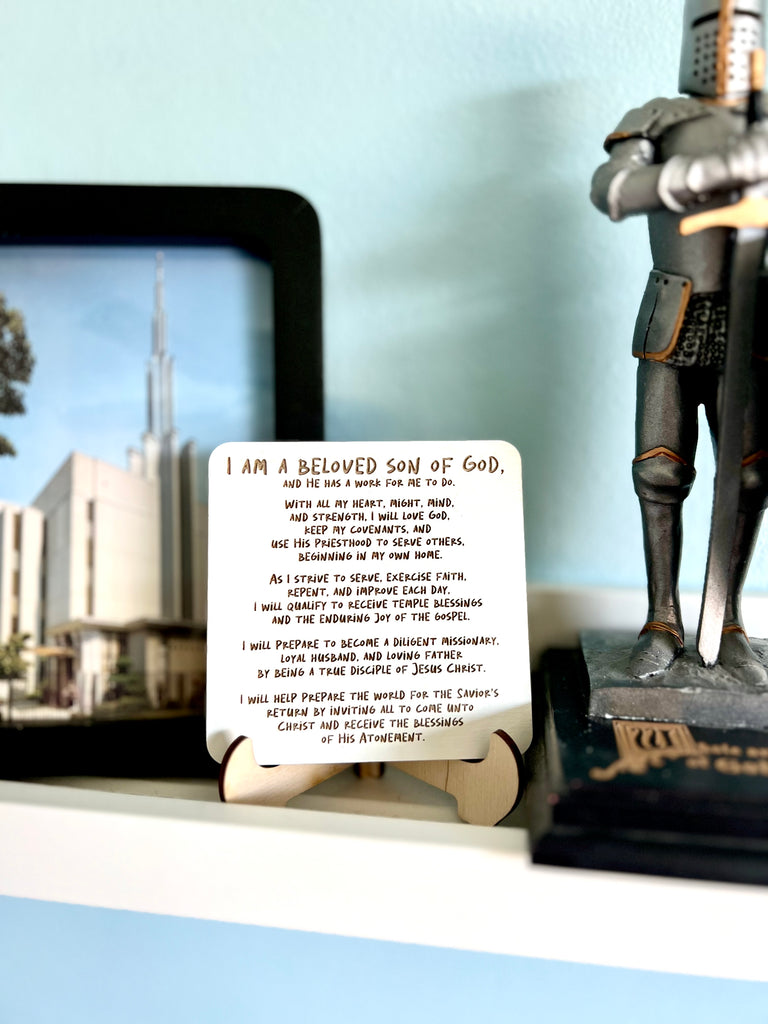 I AM A BELOVED SON OF GOD,
AND HE HAS A WORK FOR ME TO DO.
WITH ALL MY HEART, MIGHT, MIND,
AND STRENGTH, I WILL LOVE GOD,
KEEP MY COVENANTS, AND
USE HIS PRIESTHOOD TO SERVE OTHERS,
BEGINNING IN MY OWN HOME.
AS I STRIVE TO SERVE, EXERCISE FAITH,
REPENT, AND IMPROVE EACH DAY,
I WILL QUALIFY TO RECEIVE TEMPLE BLESSINGS
AND THE ENDURING JOY OF THE GOSPEL.
I WILL PREPARE TO BECOME A DILIGENT MISSIONARY,
LOYAL HUSBAND, AND LOVING FATHER
BY BEING A TRUE DISCIPLE OF JESUS CHRIST.
I WILL HELP PREPARE THE WORLD FOR THE SAVIOR'S
RETURN BY INVITING ALL TO COME UNTO
CHRIST AND RECEIVE THE BLESSINGS
OF HIS ATONEMENT.